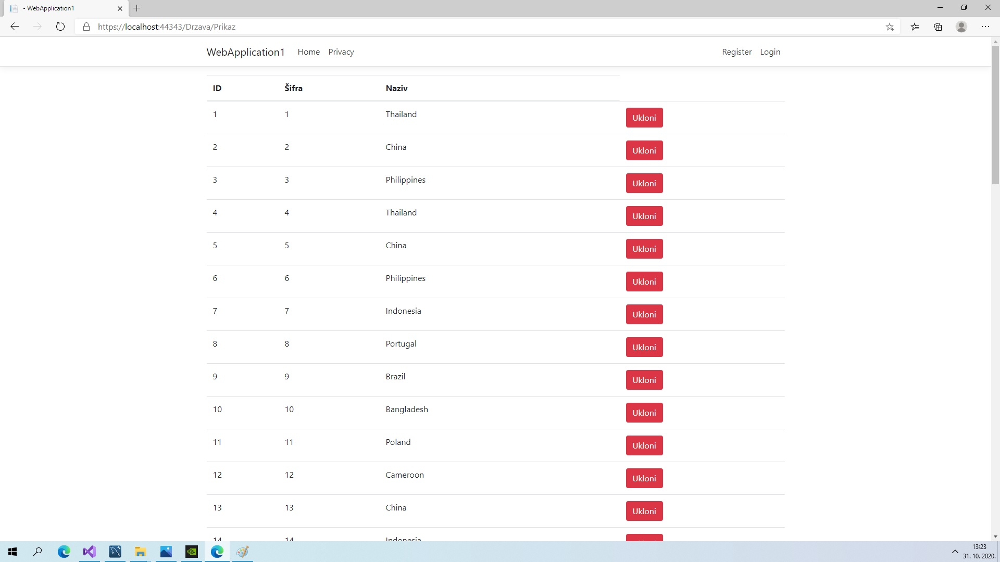 - WebApplication1
https://localhost:44343/Drzava/Prikaz
WebApplication1 Home Privacy Register Login
ID Šifra Naziv
1 1 Thailand Ukloni
2 2 China Ukloni
3 3 Philippines Ukloni
4 4 Thailand Ukloni
5 5 China Ukloni
6 6 Philippines Ukloni
7 7 Indonesia Ukloni
8 8 Portugal Ukloni
9 9 Brazil Ukloni
10 10 Bangladesh Ukloni
11 11 Poland Ukloni
12 12 Cameroon Ukloni
13 13 China Ukloni
14 14 Indonesia
13:23
31. 10. 2020.